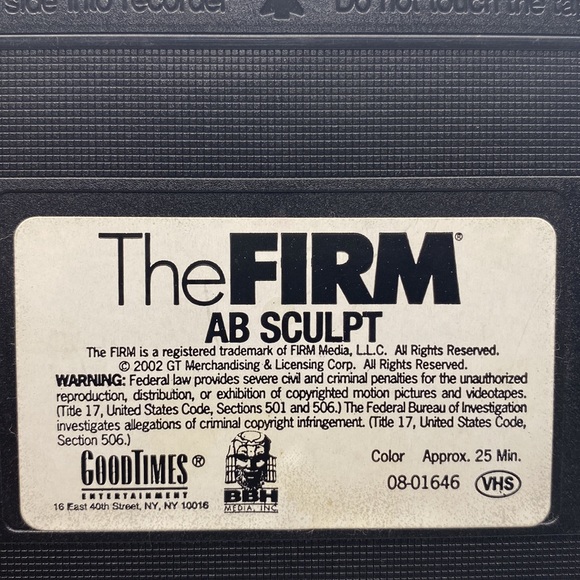 side into recorder Do not touch the ta
The FIRM®
AB SCULPT
The FIRM is a registered trademark of FIRM Media, L.L.C. All Rights Reserved.
© 2002 GT Merchandising & Licensing Corp. All Rights Reserved.
WARNING: Federal law provides severe civil and criminal penalties for the unauthorized
reproduction, distribution, or exhibition of copyrighted motion pictures and videotapes.
(Title 17, United States Code, Sections 501 and 506.) The Federal Bureau of Investigation
investigates allegations of criminal copyright infringement. (Title 17, United States Code,
Section 506.)
GOODTIMES®
ENTERTAINMENT
16 East 40th Street, NY, NY 10016
BBH
MEDIA, INC.
Color Approx. 25 Min.
08-01646 VHS